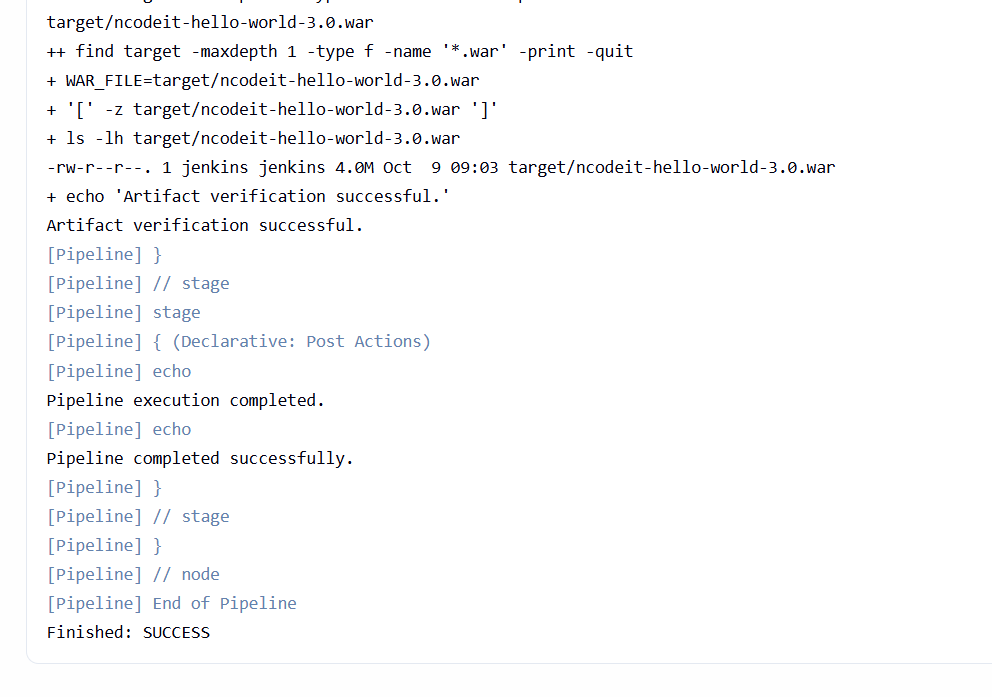 target/ncodeit-hello-world-3.0.war
++ find target -maxdepth 1 -type f -name '*.war' -print -quit
+ WAR_FILE=target/ncodeit-hello-world-3.0.war
+ '[' -z target/ncodeit-hello-world-3.0.war ']'
+ ls -lh target/ncodeit-hello-world-3.0.war
-rw-r--r--. 1 jenkins jenkins 4.0M Oct  9 09:03 target/ncodeit-hello-world-3.0.war
+ echo 'Artifact verification successful.'
Artifact verification successful.
[Pipeline] }
[Pipeline] // stage
[Pipeline] stage
[Pipeline] { (Declarative: Post Actions)
[Pipeline] echo
Pipeline execution completed.
[Pipeline] echo
Pipeline completed successfully.
[Pipeline] }
[Pipeline] // stage
[Pipeline] }
[Pipeline] // node
[Pipeline] End of Pipeline
Finished: SUCCESS